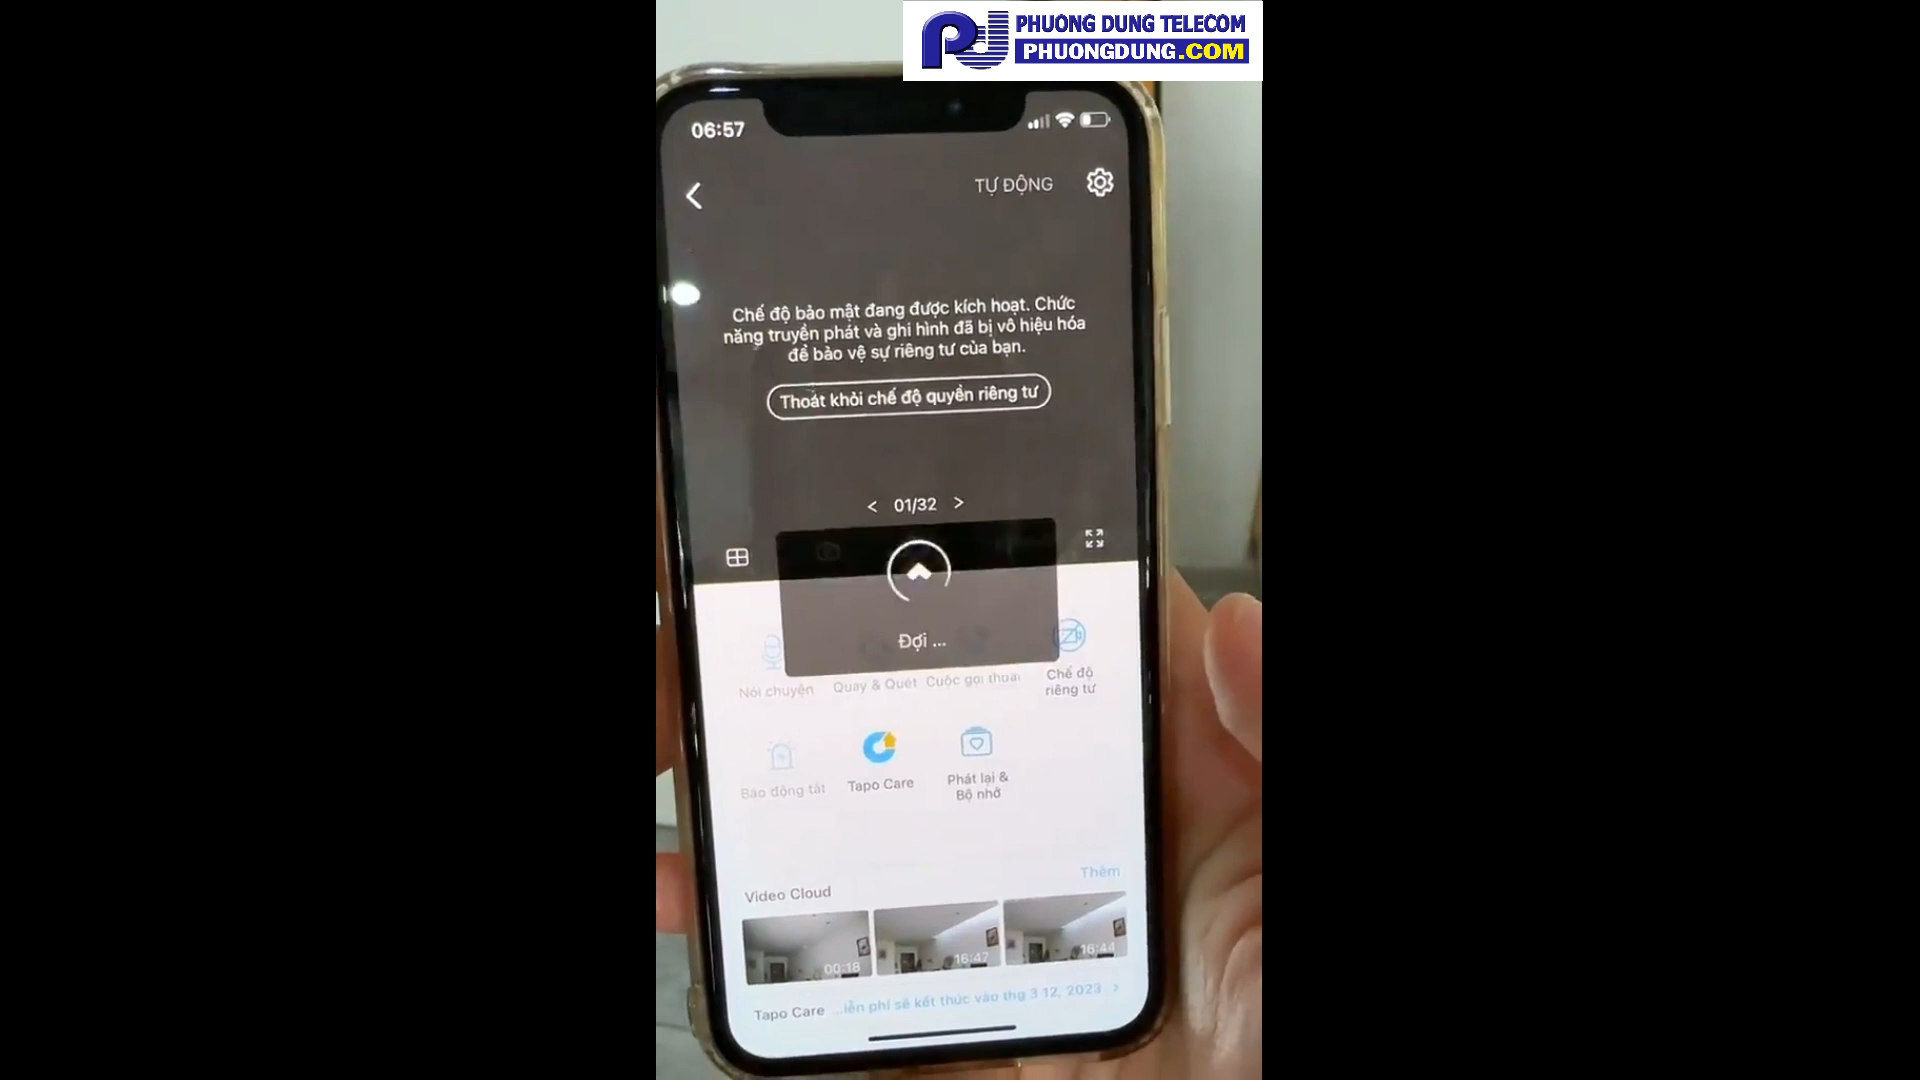 PHUONG DUNG TELECOM
PHUONGDUNG.COM
06:57
TỰ ĐỘNG
Chế độ bảo mật đang được kích hoạt. Chức
năng truyền phát và ghi hình đã bị vô hiệu hóa
để bảo vệ sự riêng tư của bạn.
Thoát khỏi chế độ quyền riêng tư
< 01/32 >
Đợi ...
Nói chuyện
Quay & Quét
Cuộc gọi thoại
Chế độ
riêng tư
Báo động tắt
Tapo Care
Phát lại &
Bộ nhớ
Video Cloud
Thêm
00:18
16:47
16:44
Tapo Care
...iễn phí sẽ kết thúc vào thg 3 12, 2023 >